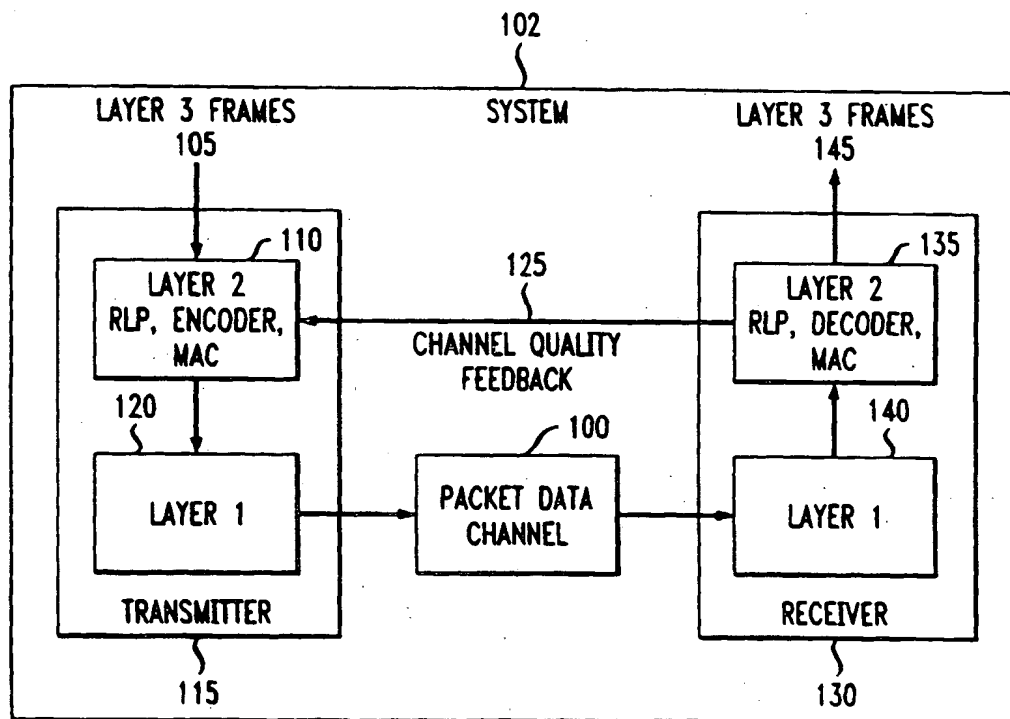 102
LAYER 3 FRAMES
105
SYSTEM
LAYER 3 FRAMES
145
110
LAYER 2
RLP, ENCODER,
MAC
125
CHANNEL QUALITY
FEEDBACK
135
LAYER 2
RLP, DECODER,
MAC
120
LAYER 1
100
PACKET DATA
CHANNEL
140
LAYER 1
TRANSMITTER
115
RECEIVER
130